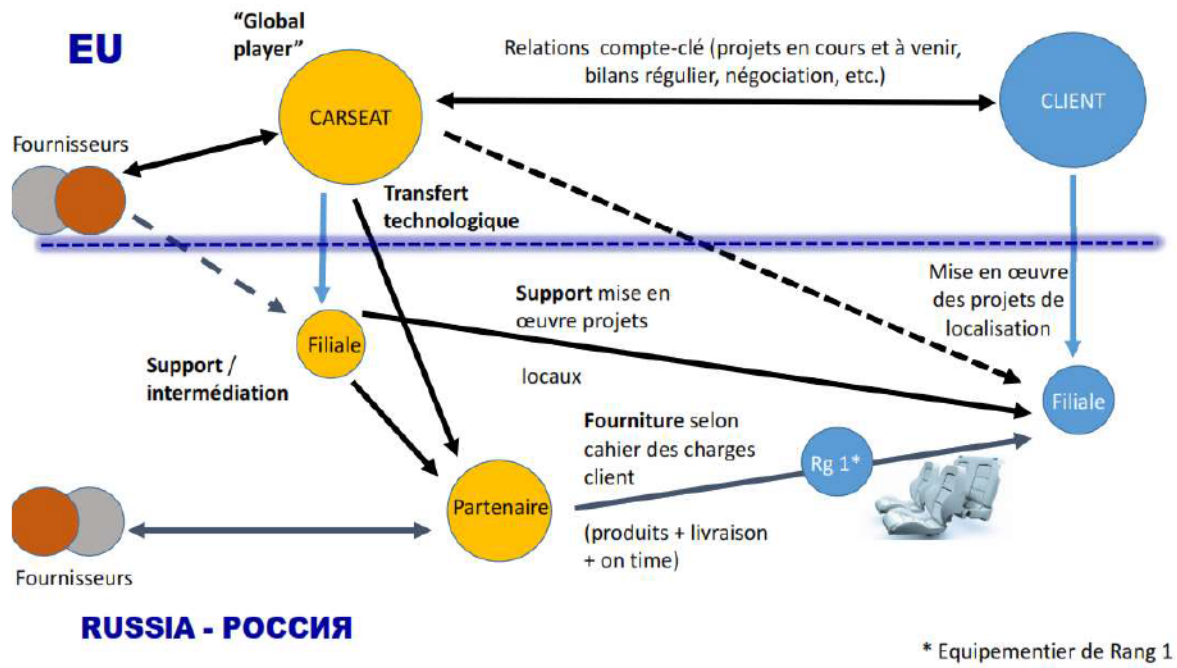 “Global
player”
EU
Relations compte-clé (projets en cours et à venir,
bilans régulier, négociation, etc.)
CARSEAT
CLIENT
Fournisseurs
Transfert
technologique
Mise en œuvre
des projets de
localisation
Support mise en
œuvre projets
locaux
Filiale
Support /
intermédiation
Filiale
Fourniture selon
cahier des charges
client
Rg 1*
Partenaire
(produits + livraison
+ on time)
Fournisseurs
RUSSIA - РОССИЯ
* Equipementier de Rang 1